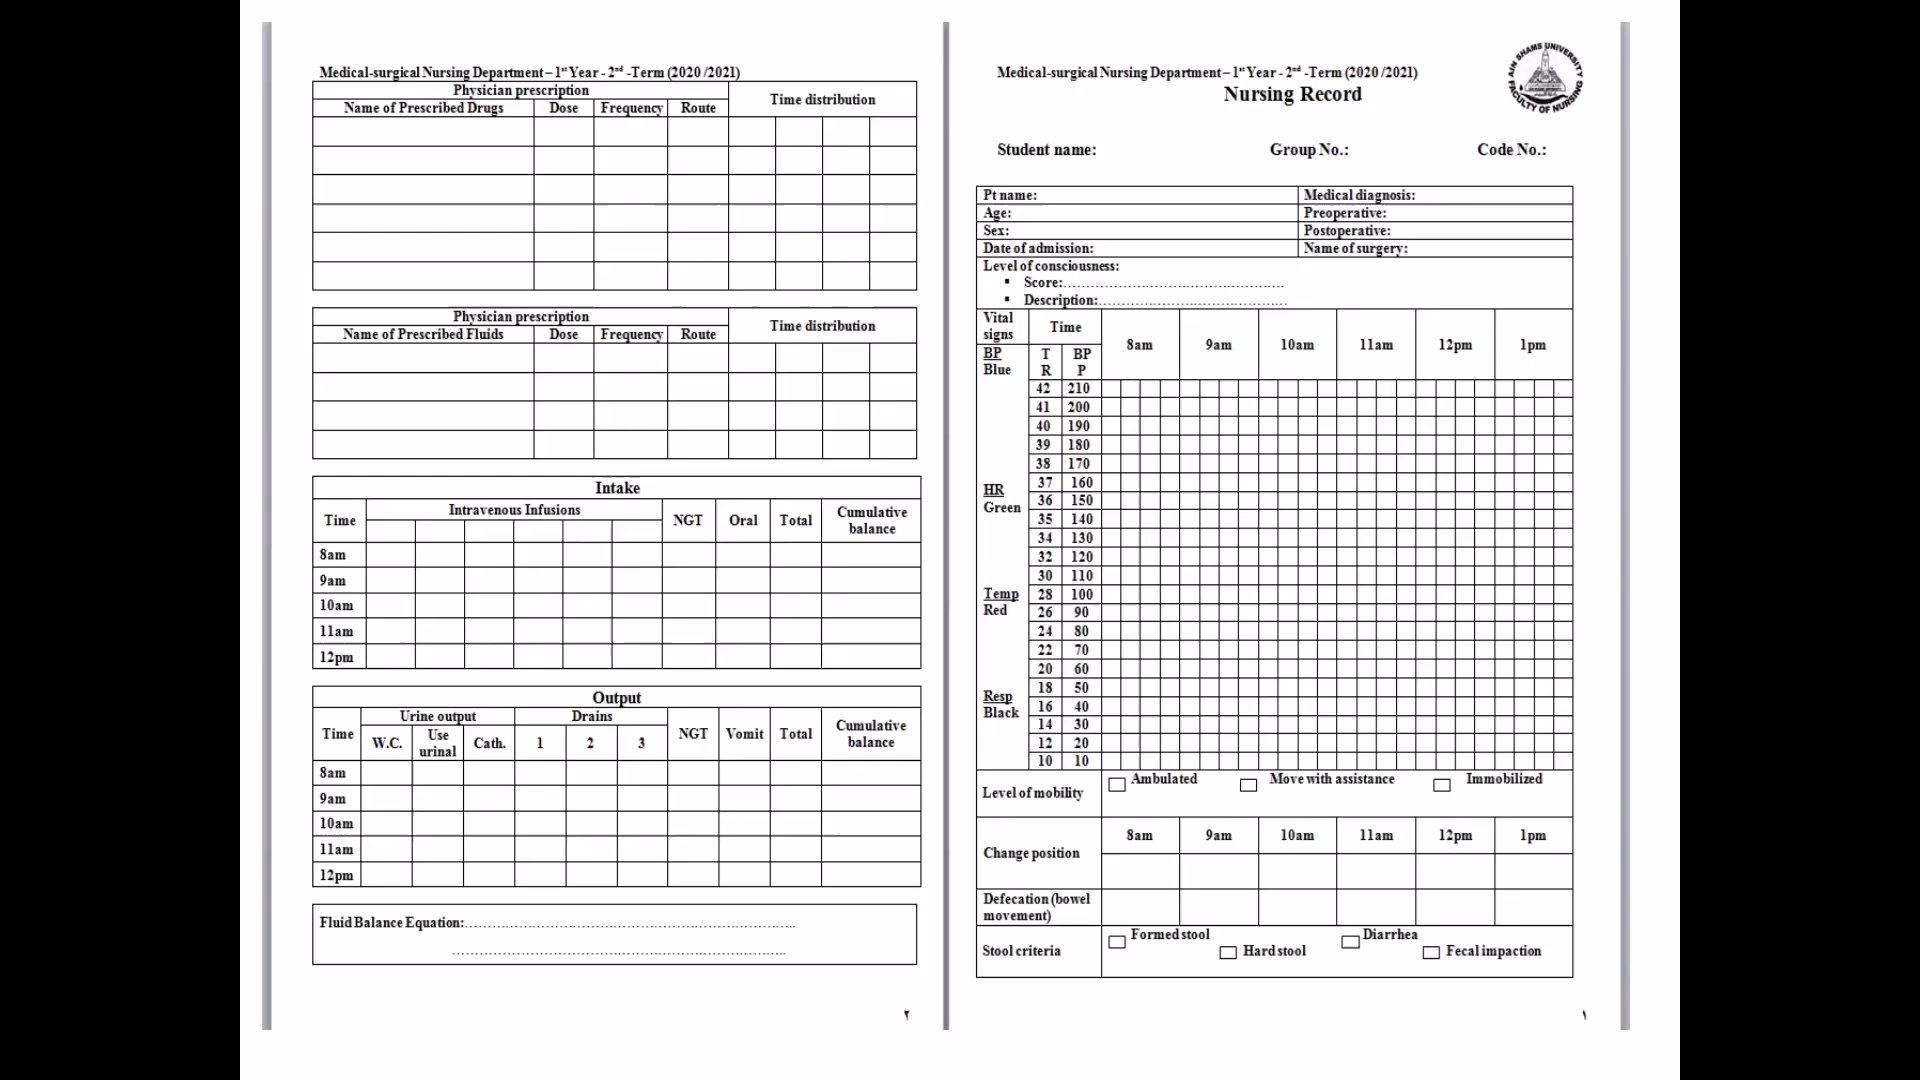 Medical-surgical Nursing Department – 1st Year - 2nd -Term (2020 /2021)
Physician prescription
Time distribution
Name of Prescribed Drugs Dose Frequency Route
Physician prescription
Time distribution
Name of Prescribed Fluids Dose Frequency Route
Intake
Time Intravenous Infusions NGT Oral Total Cumulative balance
8am
9am
10am
11am
12pm
Output
Time Urine output Drains NGT Vomit Total Cumulative balance
W.C. Use urinal Cath. 1 2 3
8am
9am
10am
11am
12pm
Fluid Balance Equation:
٢
Medical-surgical Nursing Department – 1st Year - 2nd -Term (2020 /2021)
Nursing Record
AIN SHAMS UNIVERSITY
FACULTY OF NURSING
Student name: Group No.: Code No.:
Pt name: Medical diagnosis:
Age: Preoperative:
Sex: Postoperative:
Date of admission: Name of surgery:
Level of consciousness:
▪ Score:
▪ Description:
Vital signs Time 8am 9am 10am 11am 12pm 1pm
BP Blue T R BP P
42 210
41 200
40 190
39 180
38 170
37 160
HR Green
36 150
35 140
34 130
32 120
30 110
Temp Red
28 100
26 90
24 80
22 70
20 60
Resp Black
18 50
16 40
14 30
12 20
10 10
Level of mobility Ambulated Move with assistance Immobilized
Change position 8am 9am 10am 11am 12pm 1pm
Defecation (bowel movement)
Stool criteria Formed stool Hard stool Diarrhea Fecal impaction
١